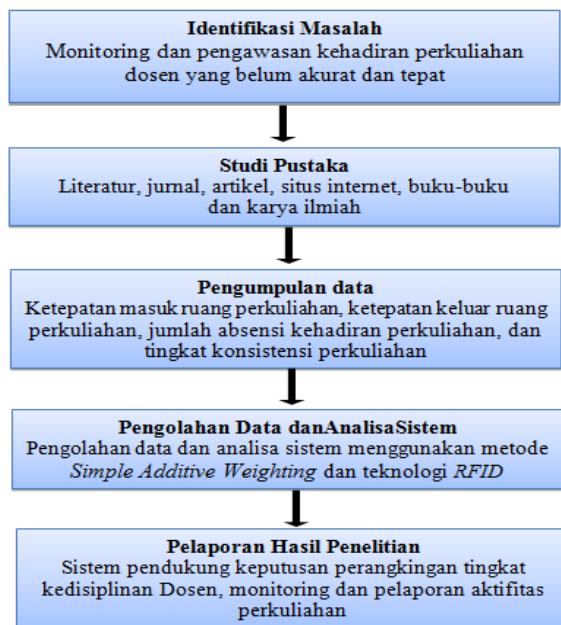 Identifikasi Masalah
Monitoring dan pengawasan kehadiran perkuliahan
dosen yang belum akurat dan tepat
Studi Pustaka
Literatur, jurnal, artikel, situs internet, buku-buku
dan karya ilmiah
Pengumpulan data
Ketepatan masuk ruang perkuliahan, ketepatan keluar ruang
perkuliahan, jumlah absensi kehadiran perkuliahan, dan
tingkat konsistensi perkuliahan
Pengolahan Data danAnalisaSistem
Pengolahan data dan analisa sistem menggunakan metode
Simple Additive Weighting dan teknologi RFID
Pelaporan Hasil Penelitian
Sistem pendukung keputusan perangkingan tingkat
kedisiplinan Dosen, monitoring dan pelaporan aktifitas
perkuliahan